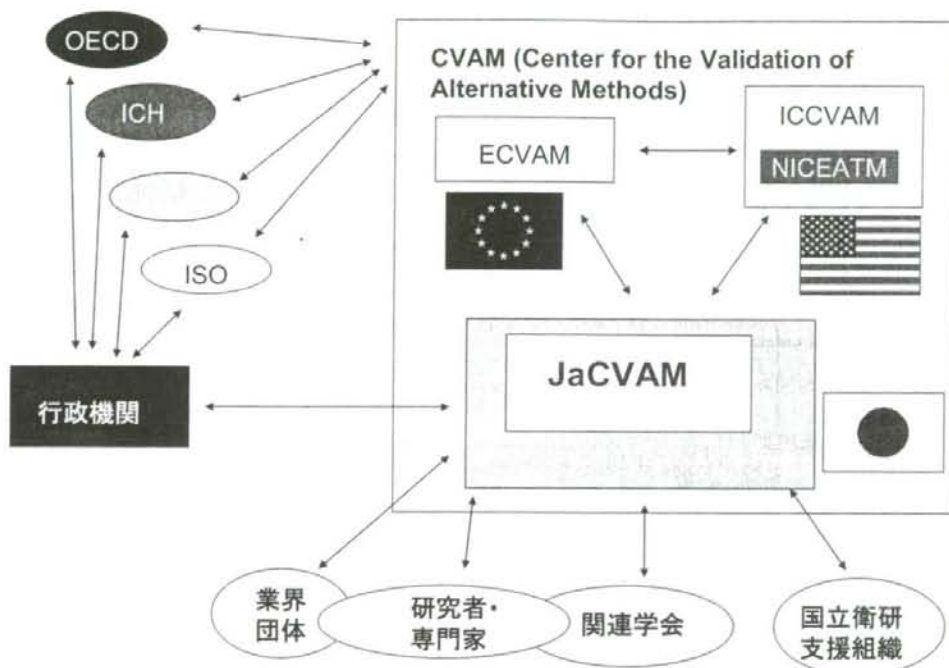 OECD
ICH
ISO
行政機関
CVAM (Center for the Validation of
Alternative Methods)
ECVAM
ICCVAM
NICEATM
JaCVAM
業界
団体
研究者・
専門家
関連学会
国立衛研
支援組織